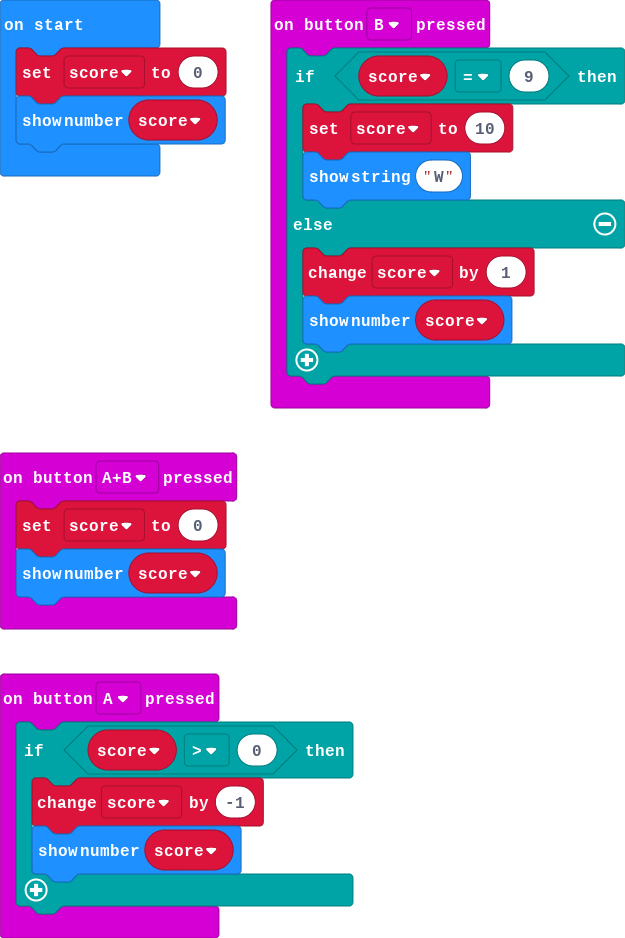 on start
set score to 0
show number score
on button B pressed
if score = 9 then
set score to 10
show string "W"
else
change score by 1
show number score
on button A+B pressed
set score to 0
show number score
on button A pressed
if score > 0 then
change score by -1
show number score